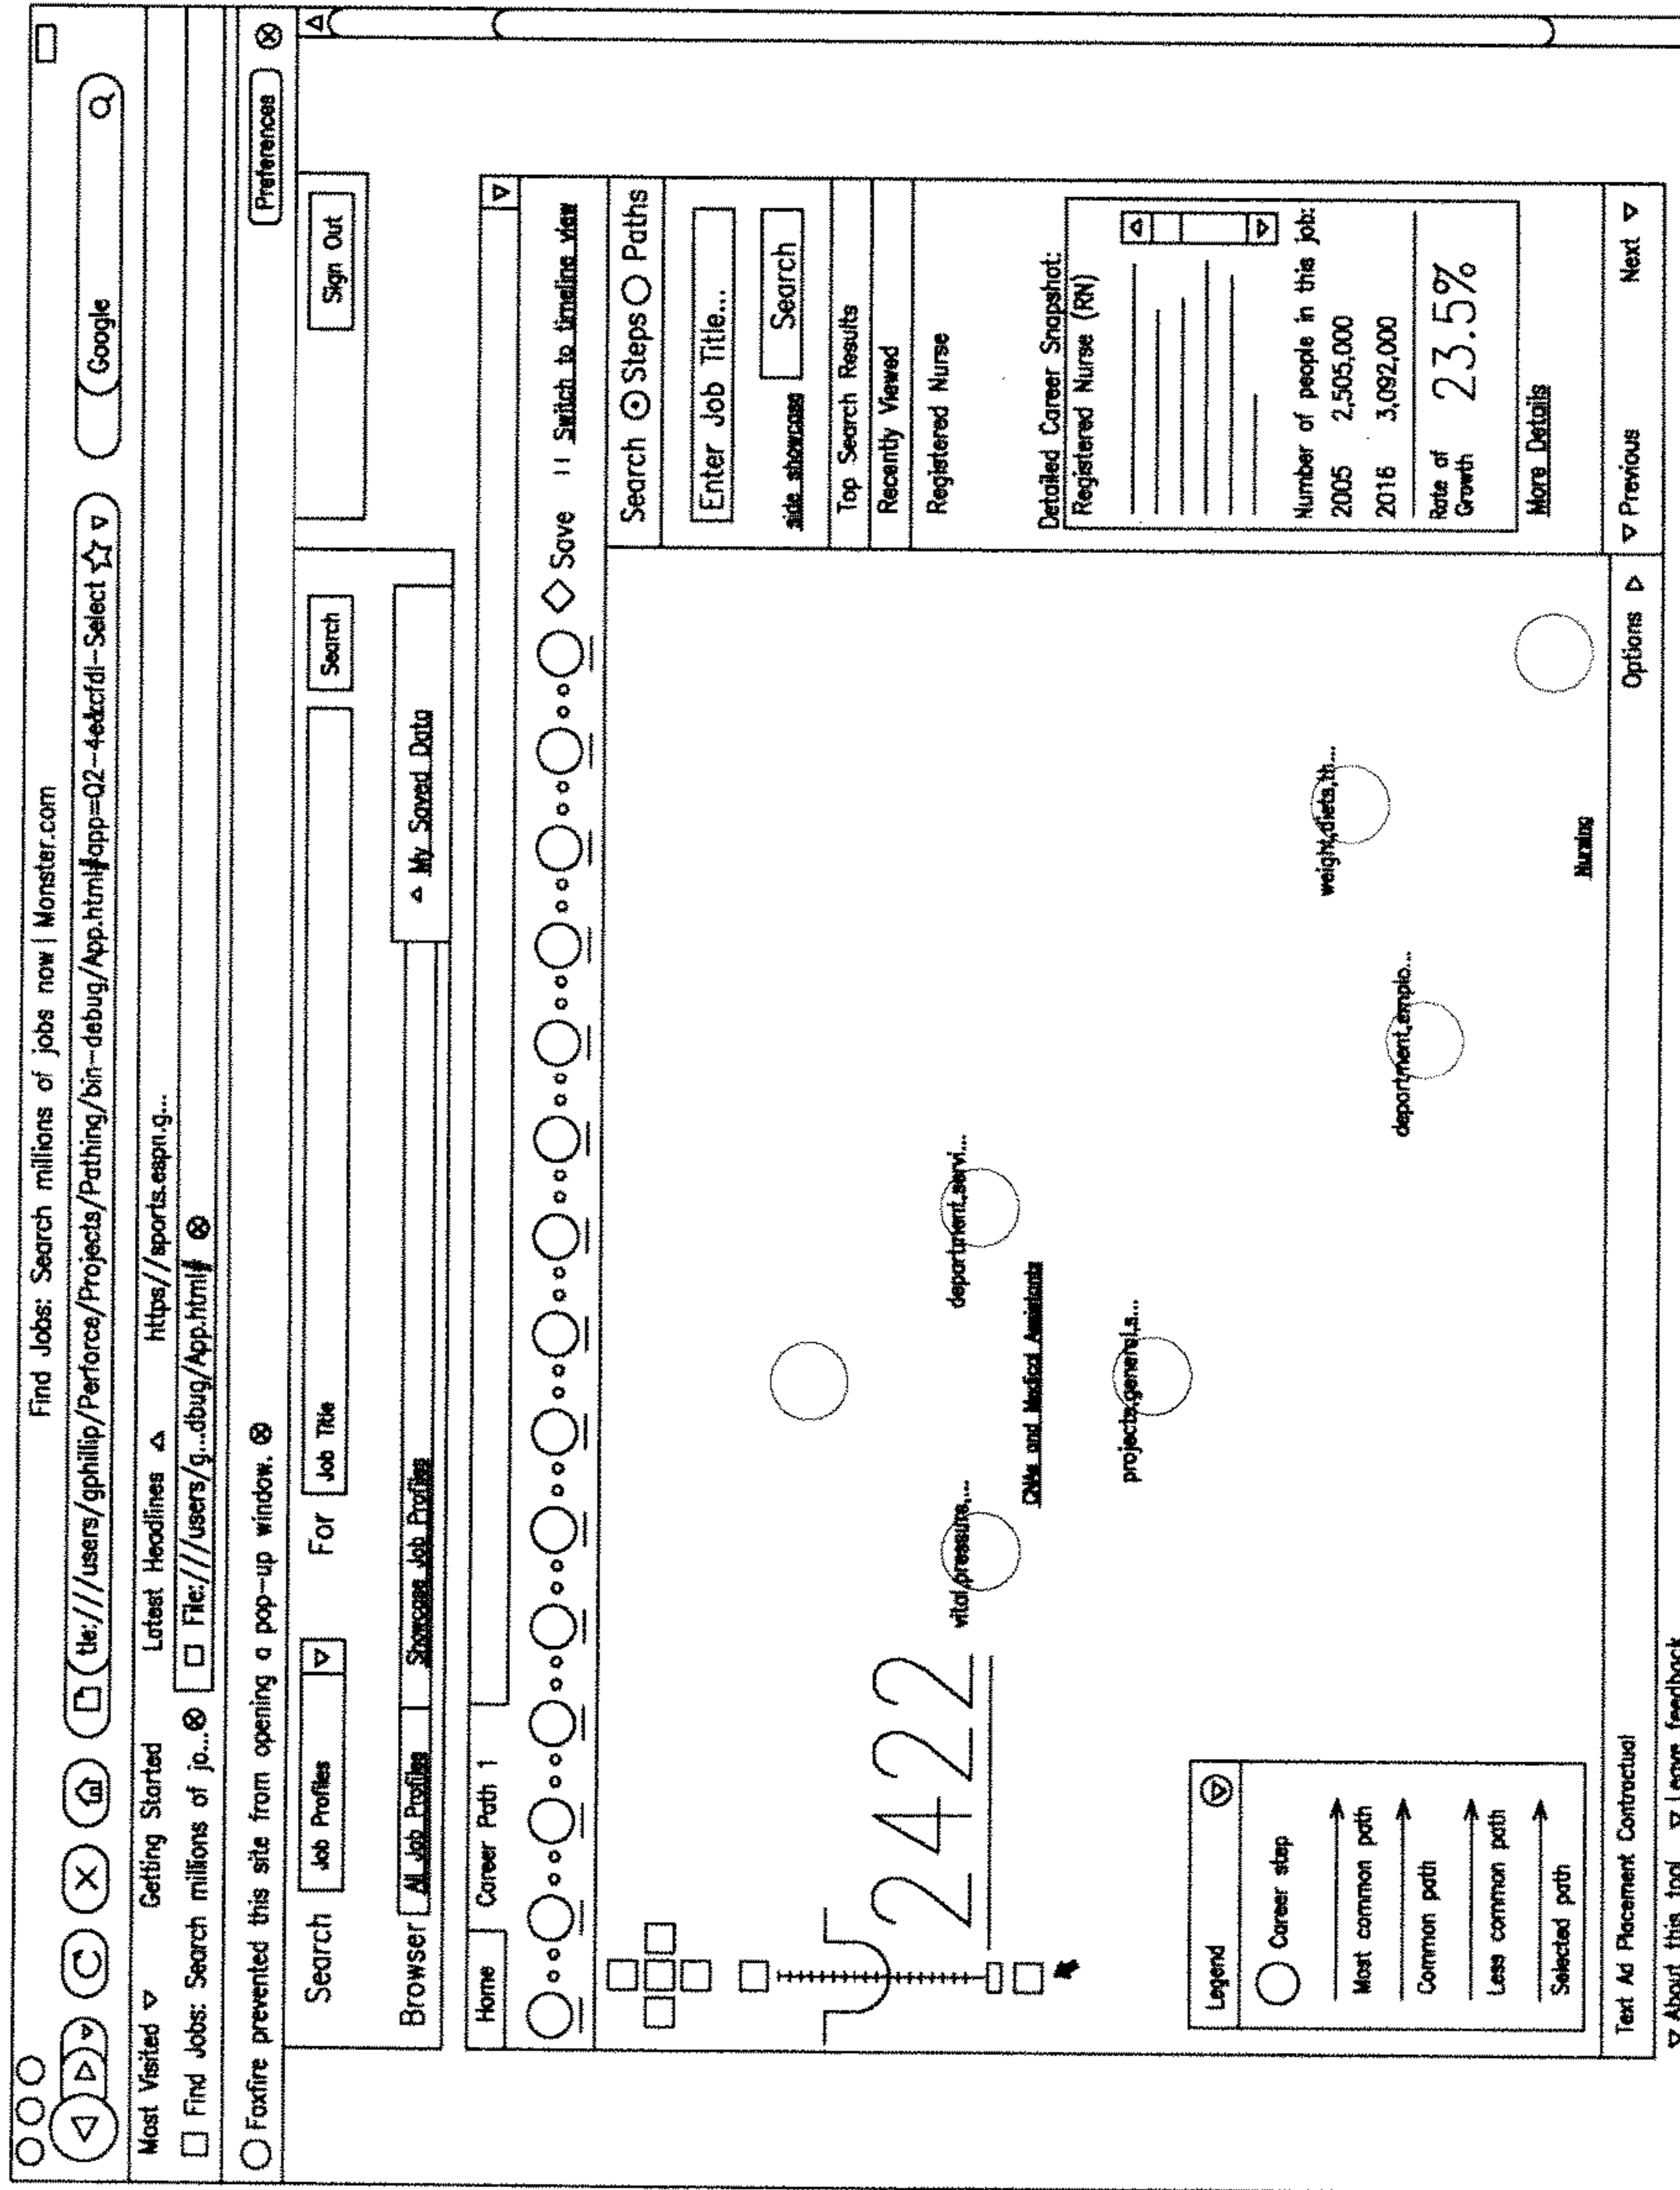 Find Jobs: Search millions of jobs now | Monster.com
tle:////users/gphillip/Perforce/Projects/Pathing/bin-debug/App.html#app=Q2-4e&cfdl-Select
Google
Most Visited
Getting Started
Latest Headlines
https//sports.espn.g...
Find Jobs: Search millions of jo...
File:////users/g...dbug/App.html#
Foxfire prevented this site from opening a pop-up window.
Preferences
Search
Job Profiles
For
Job Title
Search
Sign Out
Browser
All Job Profiles
Showcase Job Profiles
My Saved Data
Home
Career Path 1
Save
II Switch to timeline view
Search Steps Paths
Enter Job Title...
aide showcase
Search
Top Search Results
Recently Viewed
Registered Nurse
Detailed Career Snapshot:
Registered Nurse (RN)
Number of people in this job:
2005 2,505,000
2016 3,092,000
Rate of
Growth 23.5%
More Details
2422
vital,pressure,...
department,servi...
CNAs and Medical Assistants
projects,general,s...
weight,diets,th...
department,emplo...
Nursing
Legend
Career step
Most common path
Common path
Less common path
Selected path
Text Ad Placement Contractual
Options
Previous
Next
About this tool
Leave feedback